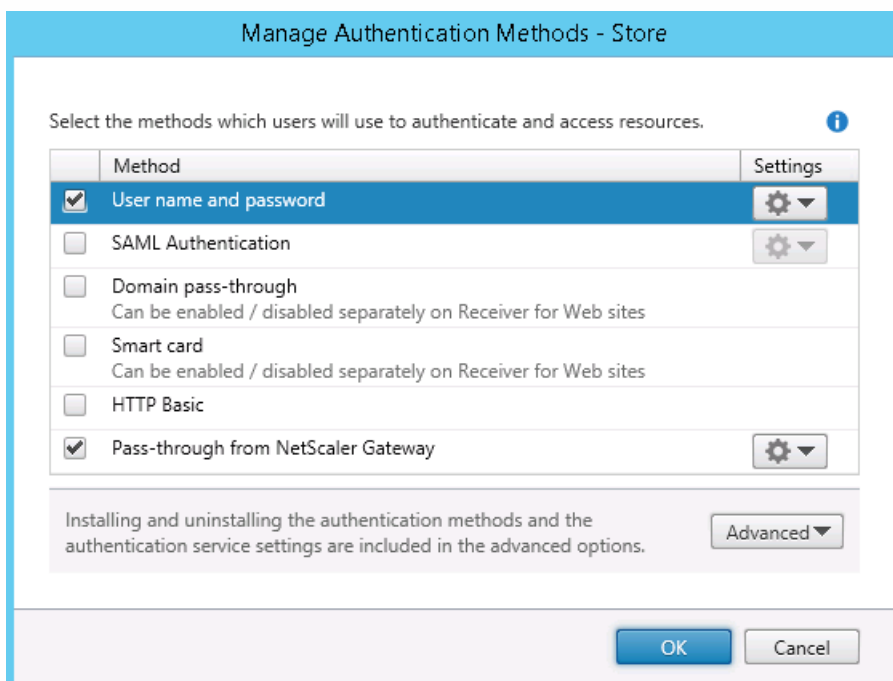 Manage Authentication Methods - Store
Select the methods which users will use to authenticate and access resources.
Method Settings
User name and password
SAML Authentication
Domain pass-through
Can be enabled / disabled separately on Receiver for Web sites
Smart card
Can be enabled / disabled separately on Receiver for Web sites
HTTP Basic
Pass-through from NetScaler Gateway
Installing and uninstalling the authentication methods and the
authentication service settings are included in the advanced options.
Advanced
OK Cancel